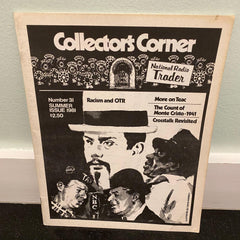 Collector's Corner
National Radio
Trader
Number 31
SUMMER
ISSUE 1981
$2.50
Racism and OTR
More on Teac
The Count of
Monte Cristo-1941
Crosstalk Revisited
NBC